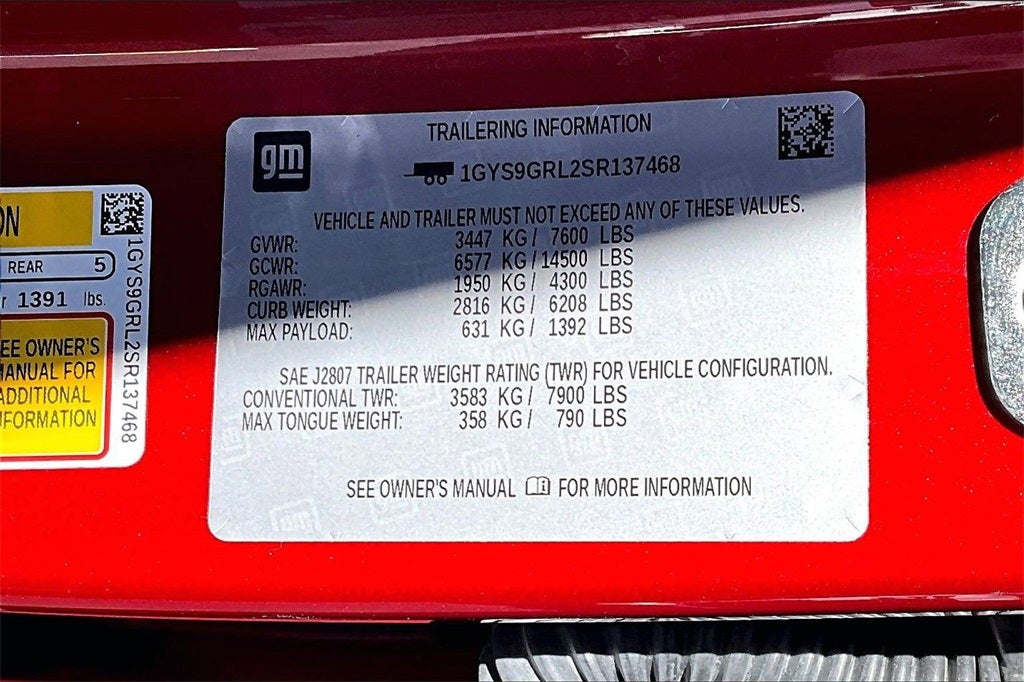 gm
TRAILERING INFORMATION
1GYS9GRL2SR137468
VEHICLE AND TRAILER MUST NOT EXCEED ANY OF THESE VALUES.
GVWR: 3447 KG / 7600 LBS
GCWR: 6577 KG / 14500 LBS
RGAWR: 1950 KG / 4300 LBS
CURB WEIGHT: 2816 KG / 6208 LBS
MAX PAYLOAD: 631 KG / 1392 LBS
SAE J2807 TRAILER WEIGHT RATING (TWR) FOR VEHICLE CONFIGURATION.
CONVENTIONAL TWR: 3583 KG / 7900 LBS
MAX TONGUE WEIGHT: 358 KG / 790 LBS
SEE OWNER'S MANUAL FOR MORE INFORMATION
ON
REAR 5
r 1391 lbs.
EE OWNER'S
ANUAL FOR
ADDITIONAL
FORMATION
1GYS9GRL2SR137468